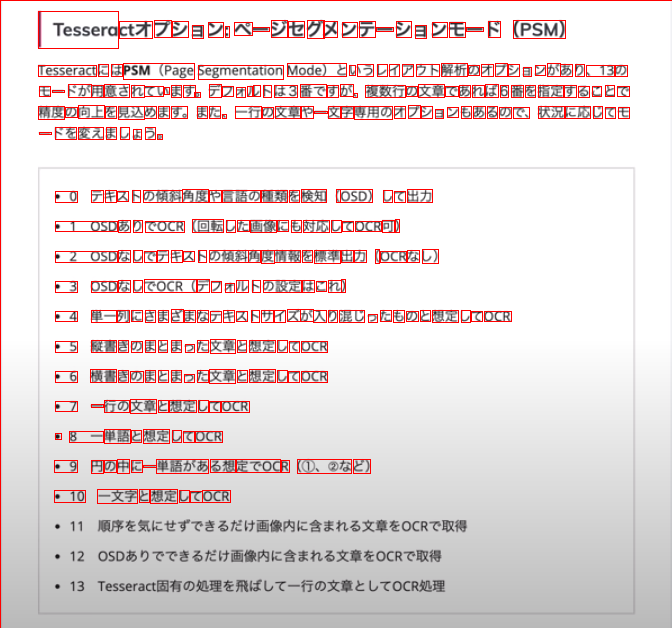 Tesseractオプション: ページセグメンテーションモード（PSM）
TesseractにはPSM（Page Segmentation Mode）というレイアウト解析のオプションがあり、13の
モードが用意されています。デフォルトは3番ですが、複数行の文章であれば6番を指定することで
精度の向上を見込めます。また、一行の文章や一文字専用のオプションもあるので、状況に応じてモ
ードを変えましょう。
• 0 テキストの傾斜角度や言語の種類を検知（OSD）して出力
• 1 OSDありでOCR（回転した画像にも対応してOCR可）
• 2 OSDなしでテキストの傾斜角度情報を標準出力（OCRなし）
• 3 OSDなしでOCR（デフォルトの設定はこれ）
• 4 単一列にさまざまなテキストサイズが入り混じったものと想定してOCR
• 5 縦書きのまとまった文章と想定してOCR
• 6 横書きのまとまった文章と想定してOCR
• 7 一行の文章と想定してOCR
• 8 一単語と想定してOCR
• 9 円の中に一単語がある想定でOCR（①、②など）
• 10 一文字と想定してOCR
• 11 順序を気にせずできるだけ画像内に含まれる文章をOCRで取得
• 12 OSDありでできるだけ画像内に含まれる文章をOCRで取得
• 13 Tesseract固有の処理を飛ばして一行の文章としてOCR処理